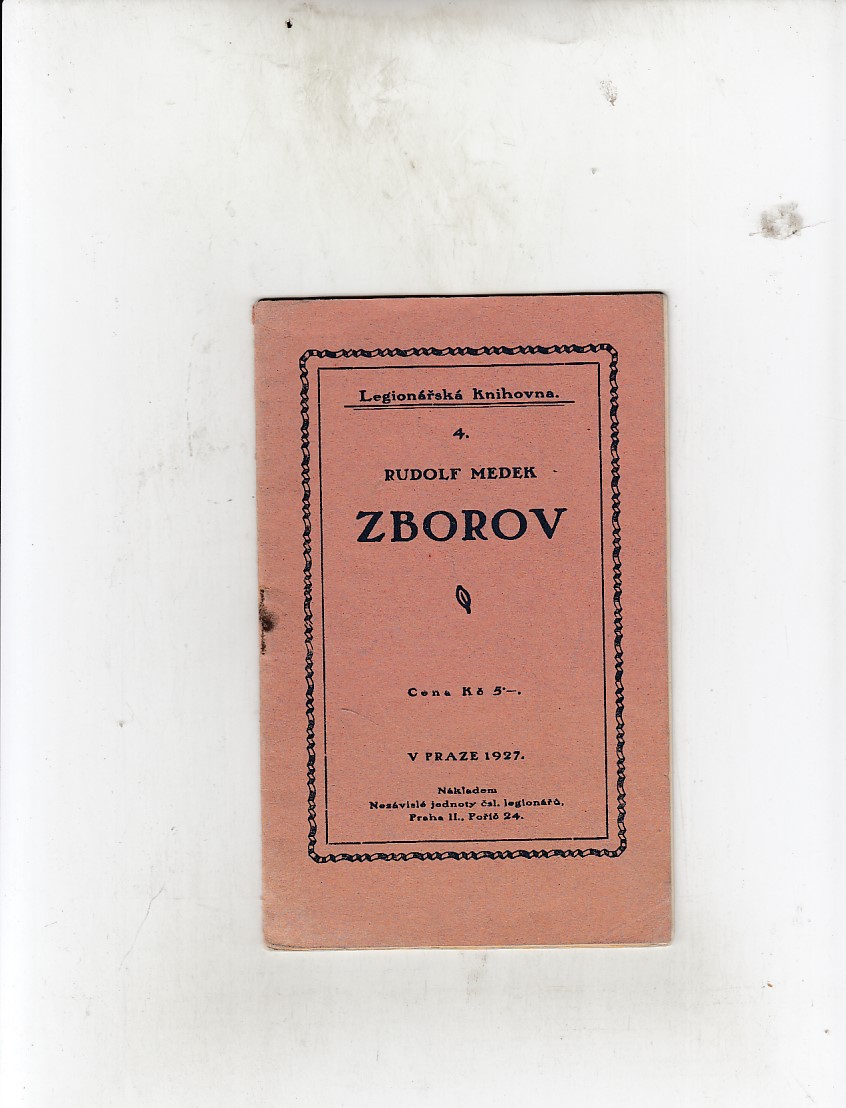 Legionářská Knihovna.
4.
RUDOLF MEDEK
ZBOROV
Cena Kč 5·–.
V PRAZE 1927.
Nákladem
Nezávislé jednoty čsl. legionářů,
Praha II., Poříč 24.